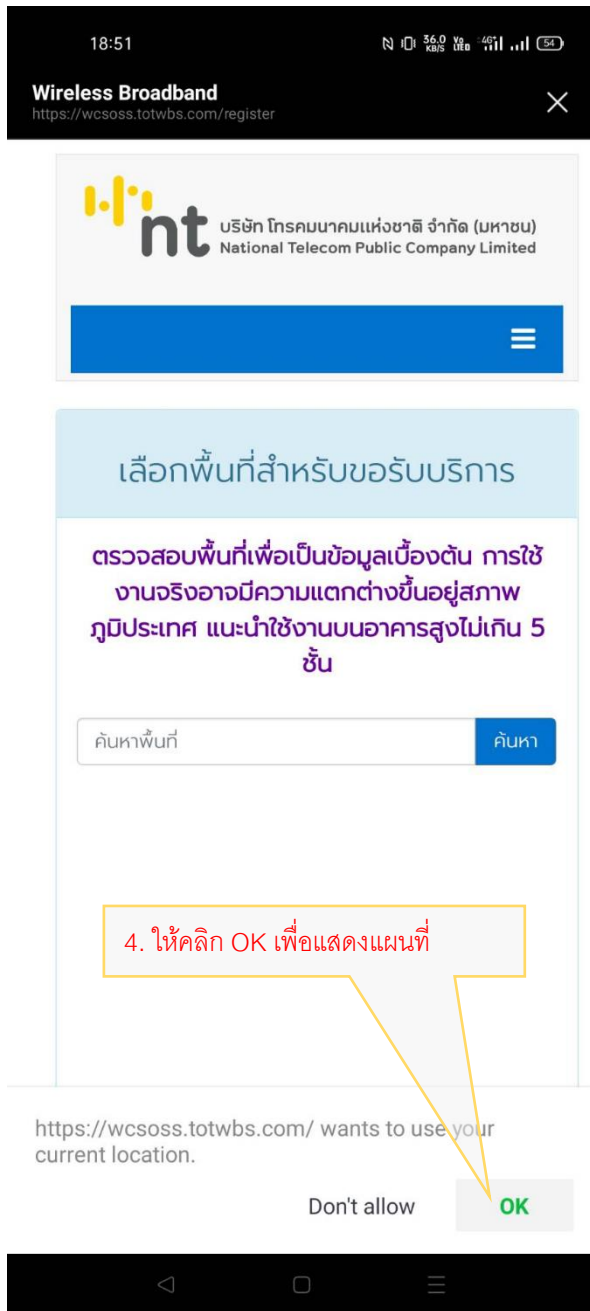 18:51
36.0 KB/S
Vo LTE 4G+ 54
Wireless Broadband
https://wcsoss.totwbs.com/register
nt
บริษัท โทรคมนาคมแห่งชาติ จำกัด (มหาชน)
National Telecom Public Company Limited
เลือกพื้นที่สำหรับขอรับบริการ
ตรวจสอบพื้นที่เพื่อเป็นข้อมูลเบื้องต้น การใช้
งานจริงอาจมีความแตกต่างขึ้นอยู่สภาพ
ภูมิประเทศ แนะนำใช้งานบนอาคารสูงไม่เกิน 5
ชั้น
ค้นหาพื้นที่
ค้นหา
4. ให้คลิก OK เพื่อแสดงแผนที่
https://wcsoss.totwbs.com/ wants to use your
current location.
Don't allow
OK